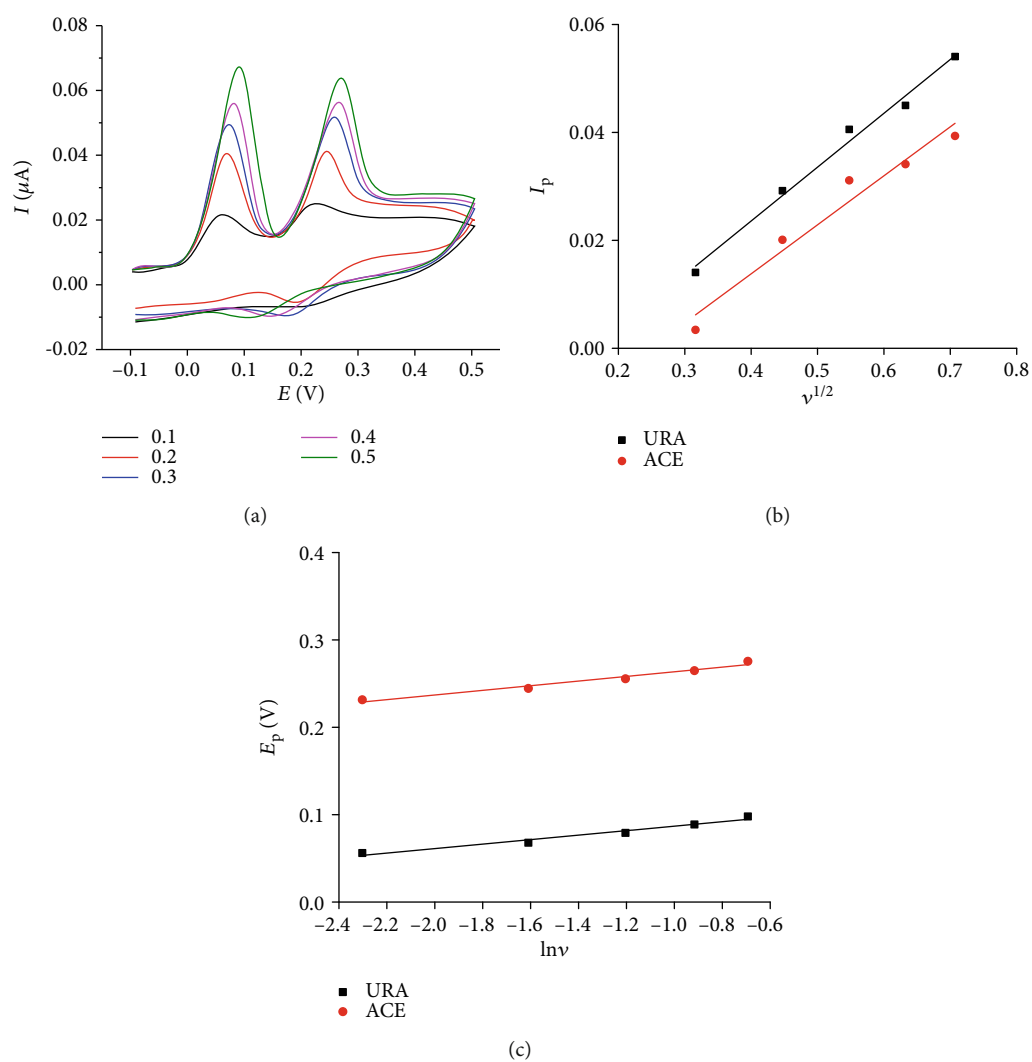 (a)
0.08
0.06
0.04
0.02
0.00
-0.02
I (μA)
–0.1 0.0 0.1 0.2 0.3 0.4 0.5
E (V)
0.1 0.4
0.2 0.5
0.3
(a)
0.06
0.04
0.02
0.00
Ip
0.2 0.3 0.4 0.5 0.6 0.7 0.8
ν1/2
URA
ACE
(b)
0.4
0.3
0.2
0.1
0.0
Ep (V)
–2.4 –2.2 –2.0 –1.8 –1.6 –1.4 –1.2 –1.0 –0.8 –0.6
lnν
URA
ACE
(c)